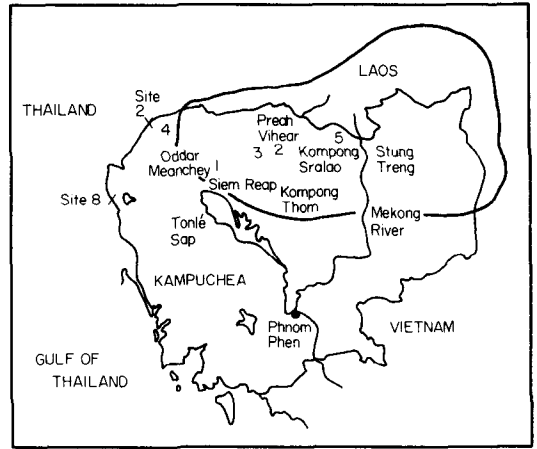 LAOS
THAILAND
Site
2
4
Preah
Vihear
5
3 2
Kompong
Sralao
Stung
Treng
Oddar
Meanchey 1
Siem Reap
Kompong
Thom
Site 8
Mekong
River
Tonlé
Sap
KAMPUCHEA
Phnom
Phen
VIETNAM
GULF OF
THAILAND